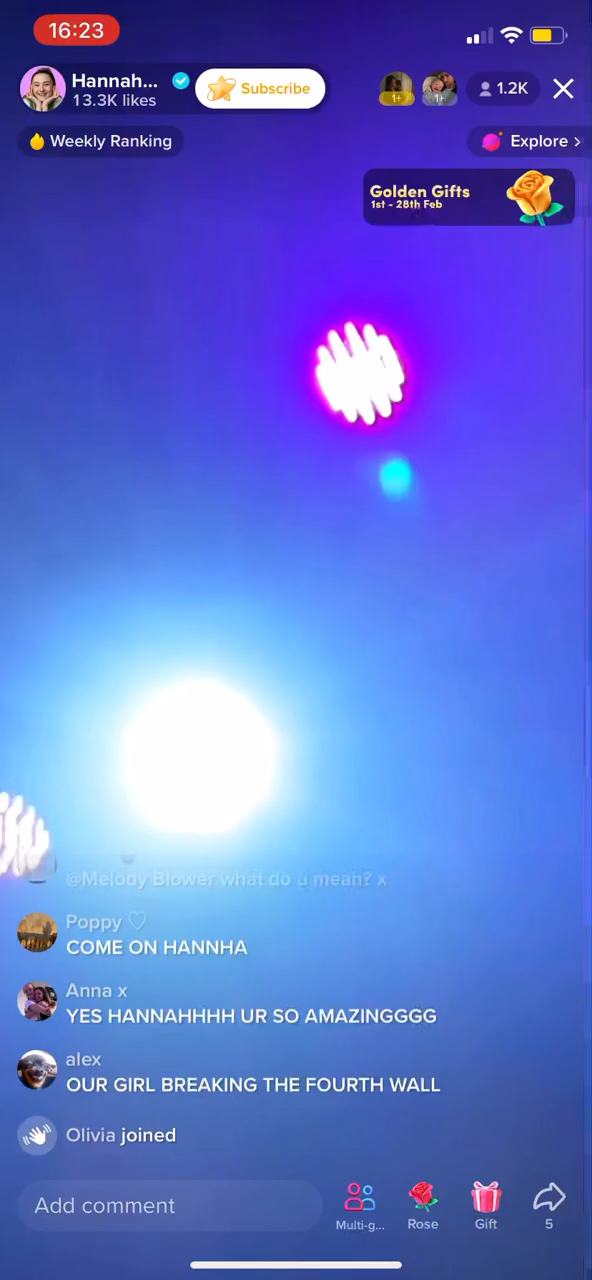 16:23
Hannah...
13.3K likes
Subscribe
1+
1+
1.2K
Weekly Ranking
Explore >
Golden Gifts
1st - 28th Feb
@Melody Blower what do u mean? x
Poppy ♡
COME ON HANNHA
Anna x
YES HANNAHHHH UR SO AMAZINGGGG
alex
OUR GIRL BREAKING THE FOURTH WALL
Olivia joined
Add comment
Multi-g...
Rose
Gift
5